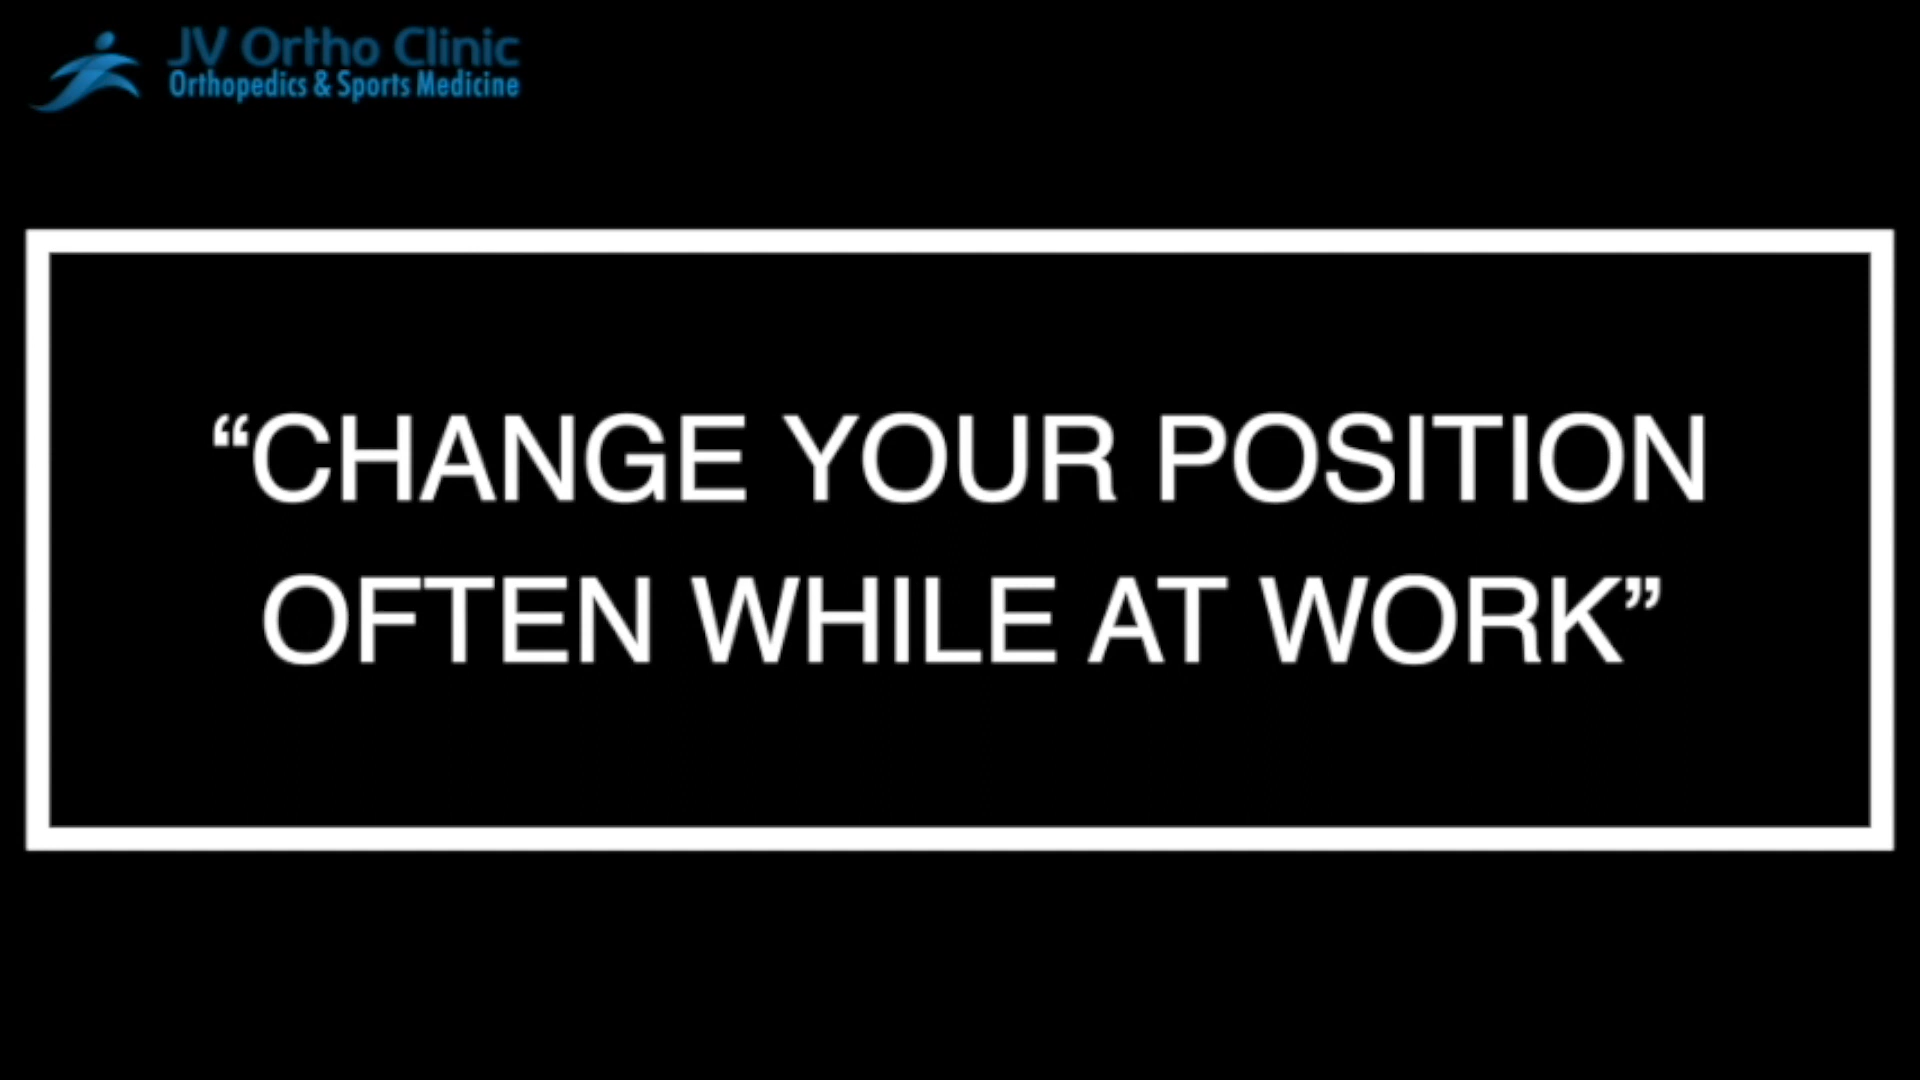 JV Ortho Clinic
Orthopedics & Sports Medicine
“CHANGE YOUR POSITION
OFTEN WHILE AT WORK”